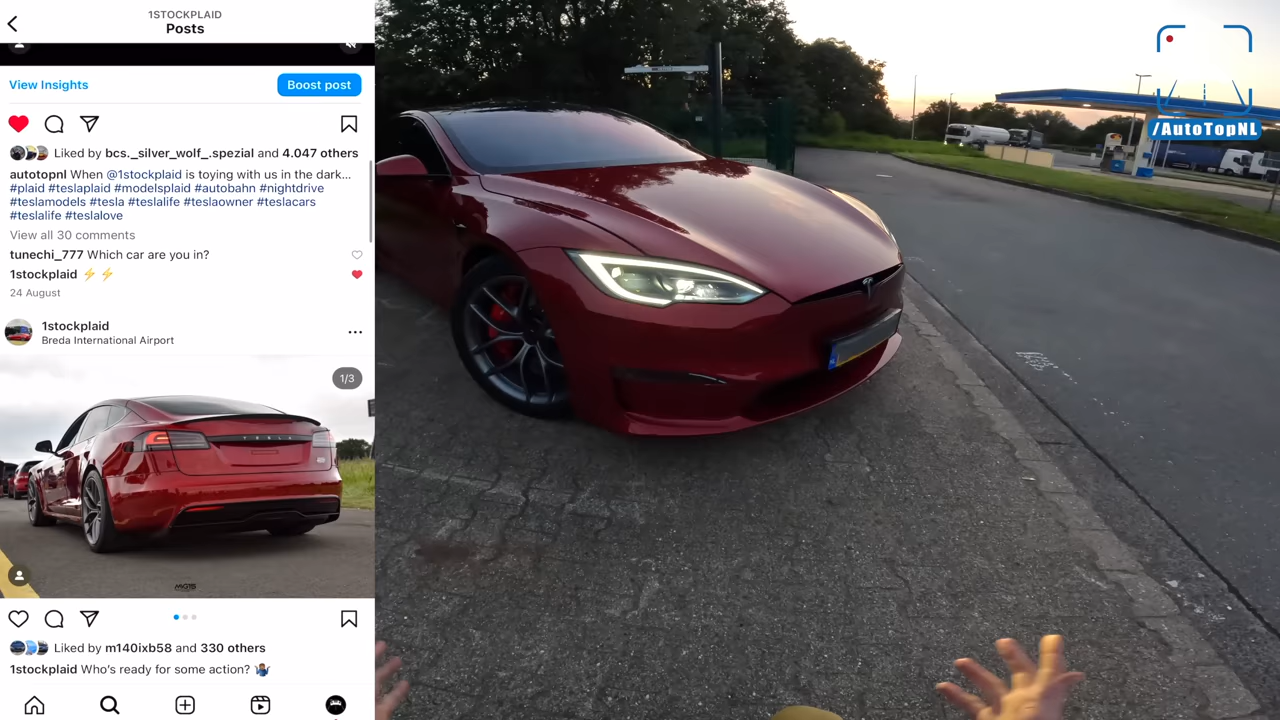 1STOCKPLAID
Posts
View Insights
Boost post
Liked by bcs._silver_wolf_.spezial and 4.047 others
autotopnl When @1stockplaid is toying with us in the dark...
#plaid #teslaplaid #modelsplaid #autobahn #nightdrive
#teslamodels #tesla #teslalife #teslaowner #teslacars
#teslalife #teslalove
View all 30 comments
tunechi_777 Which car are you in?
1stockplaid ⚡⚡
24 August
1stockplaid
Breda International Airport
1/3
TESLA
Liked by m140ixb58 and 330 others
1stockplaid Who's ready for some action? 🤷🏾‍♂️
/AutoTopNL
NL